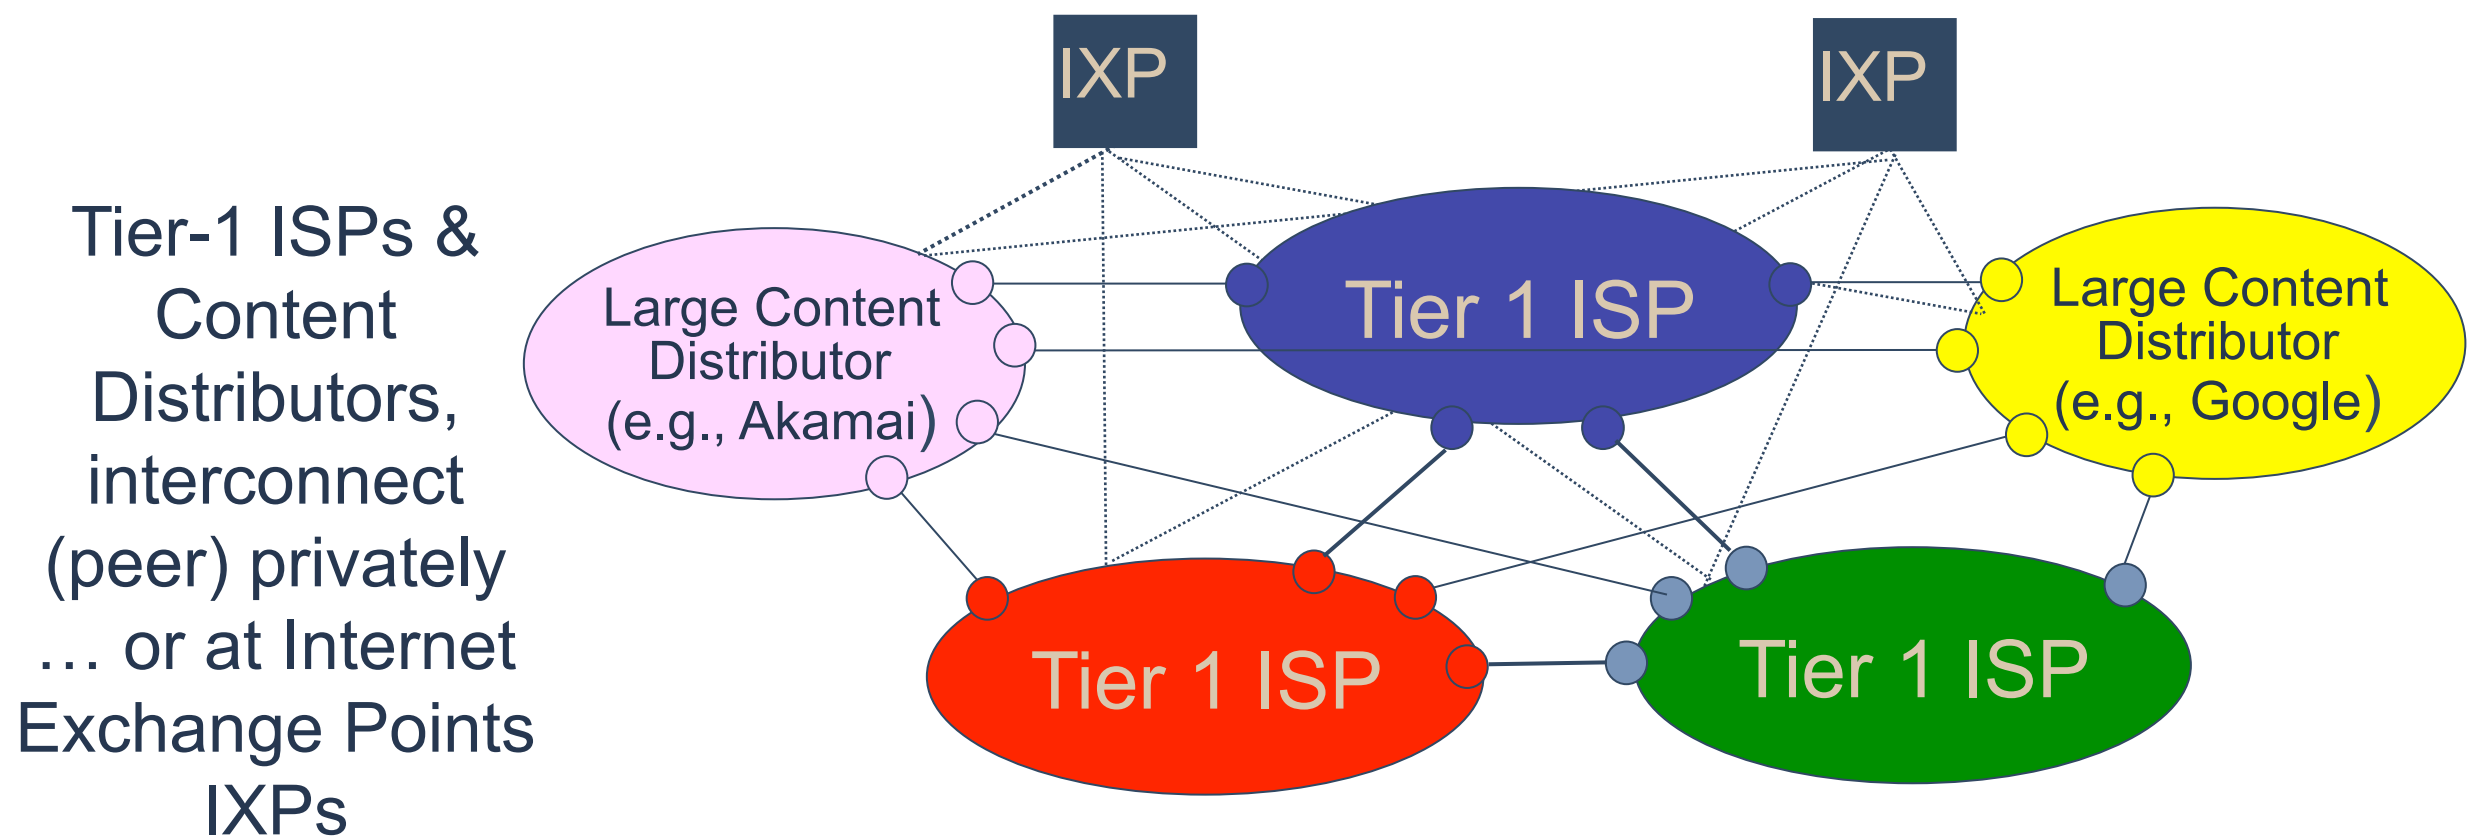 Tier-1 ISPs &
Content
Distributors,
interconnect
(peer) privately
… or at Internet
Exchange Points
IXPs
IXP
IXP
Large Content
Distributor
(e.g., Akamai)
Tier 1 ISP
Large Content
Distributor
(e.g., Google)
Tier 1 ISP
Tier 1 ISP